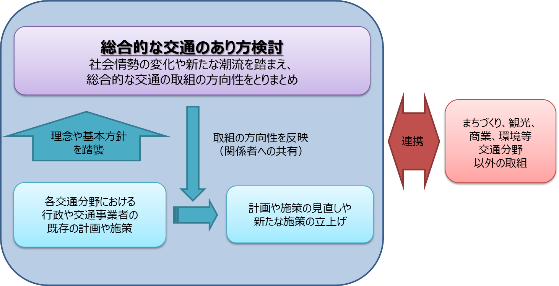 総合的な交通のあり方検討
社会情勢の変化や新たな潮流を踏まえ、
総合的な交通の取組の方向性をとりまとめ
理念や基本方針
を踏襲
取組の方向性を反映
（関係者への共有）
連携
まちづくり、観光、
商業、環境等
交通分野
以外の取組
各交通分野における
行政や交通事業者の
既存の計画や施策
計画や施策の見直しや
新たな施策の立上げ